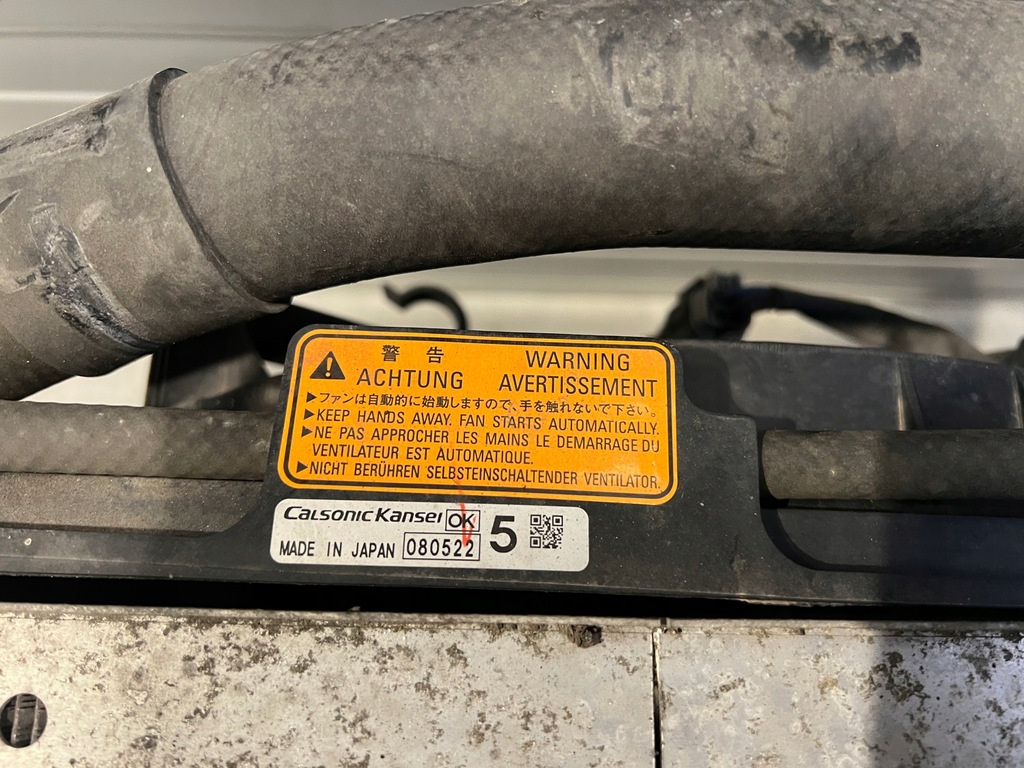 警告 WARNING
ACHTUNG AVERTISSEMENT
▶ファンは自動的に始動しますので、手を触れないで下さい。
▶KEEP HANDS AWAY. FAN STARTS AUTOMATICALLY.
▶NE PAS APPROCHER LES MAINS LE DEMARRAGE DU
VENTILATEUR EST AUTOMATIQUE.
▶NICHT BERÜHREN SELBSTEINSCHALTENDER VENTILATOR.
Calsonic Kansei OK 5
MADE IN JAPAN 080522